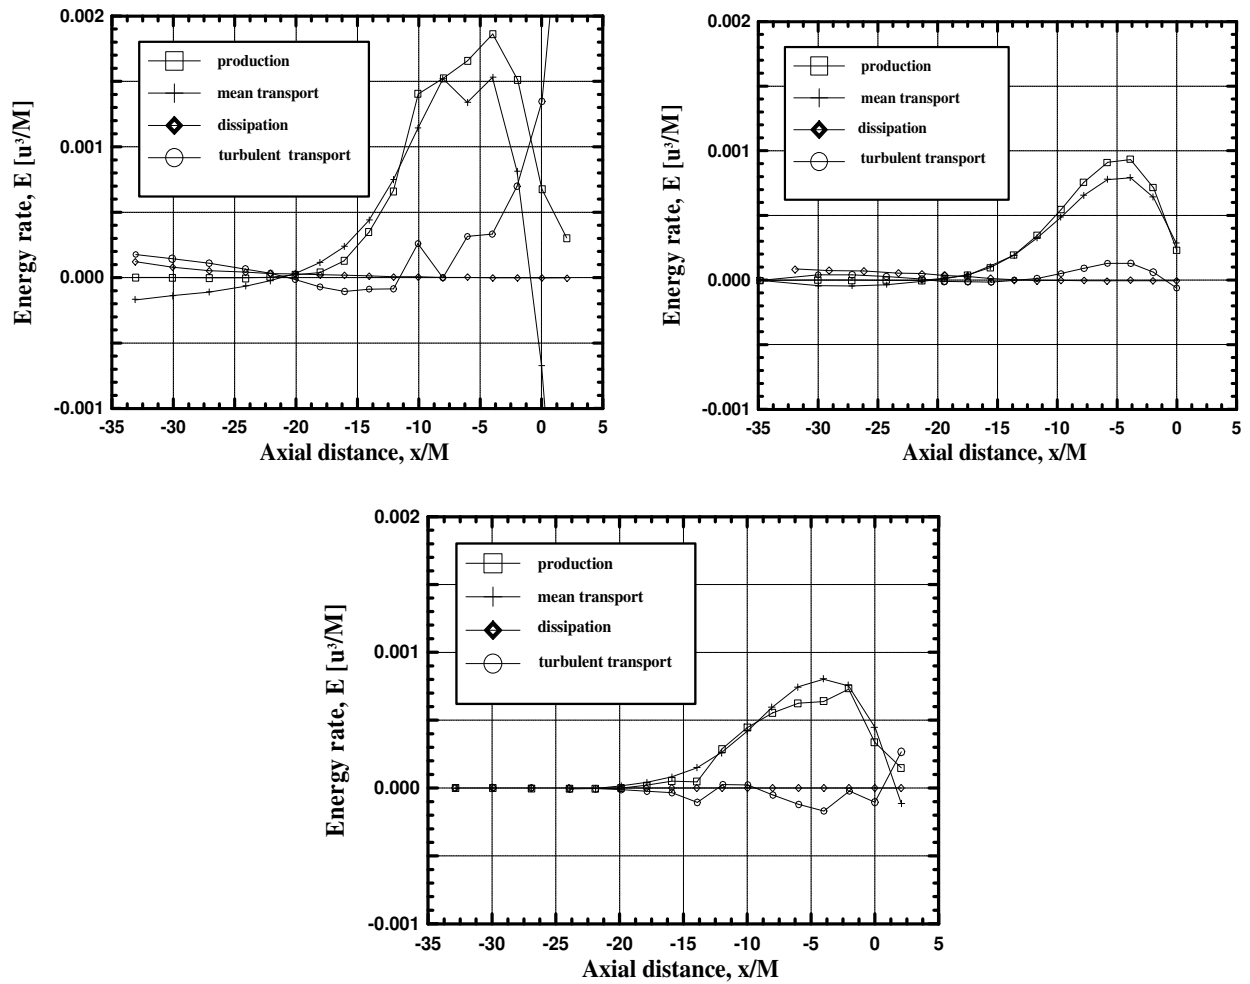 0.002
0.001
0.000
-0.001
Energy rate, E [u³/M]
production
mean transport
dissipation
turbulent transport
-35 -30 -25 -20 -15 -10 -5 0 5
Axial distance, x/M
0.002
0.001
0.000
-0.001
Energy rate, E [u³/M]
production
mean transport
dissipation
turbulent transport
-35 -30 -25 -20 -15 -10 -5 0 5
Axial distance, x/M
0.002
0.001
0.000
-0.001
Energy rate, E [u³/M]
production
mean transport
dissipation
turbulent transport
-35 -30 -25 -20 -15 -10 -5 0 5
Axial distance, x/M